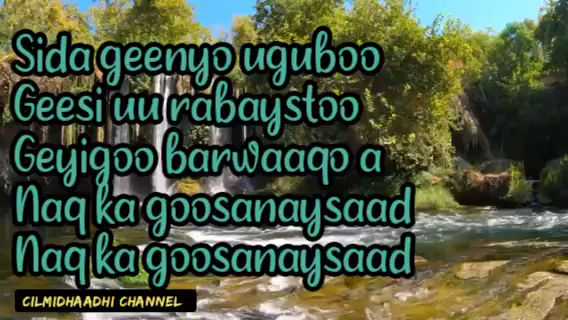 Sida geenyo uguboo
Geesi uu rabaystoo
Geyigoo barwaaqo a
Naq ka goosanaysaad
Naq ka goosanaysaad
CILMIDHAADHI CHANNEL